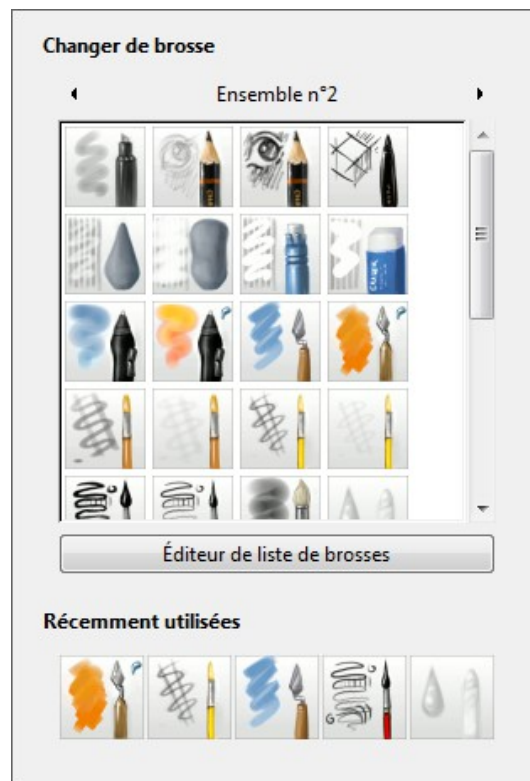 Changer de brosse
Ensemble n°2
Éditeur de liste de brosses
Récemment utilisées